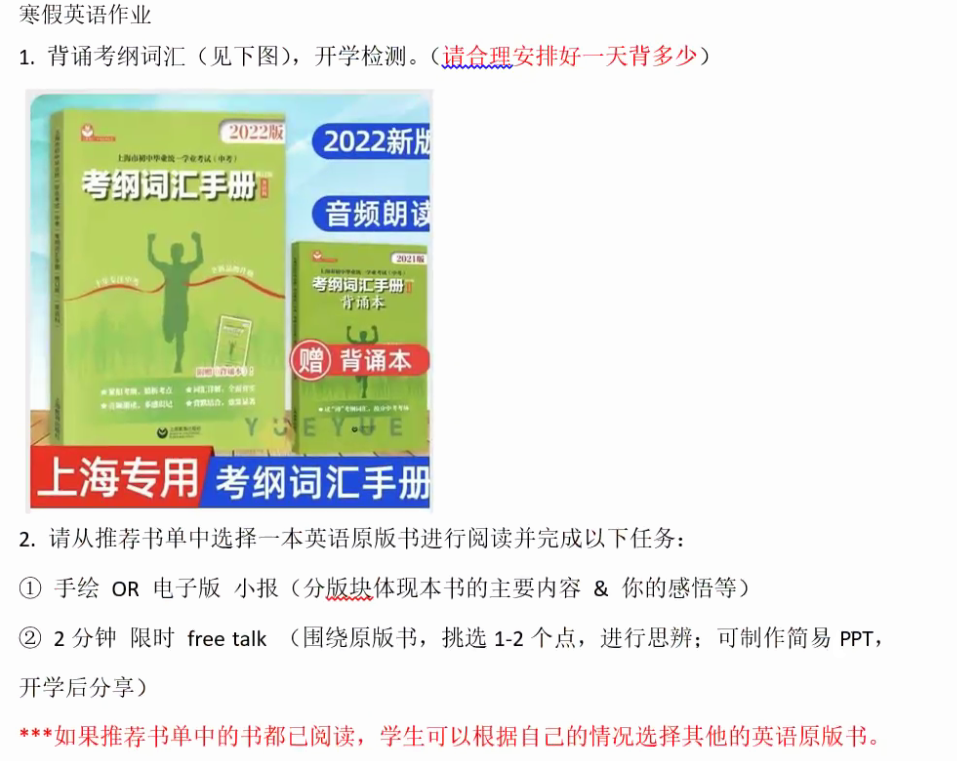 寒假英语作业
1. 背诵考纲词汇（见下图），开学检测。（请合理安排好一天背多少）
2022版
上海市初中毕业统一学业考试（中考）
考纲词汇手册
2022新版
音频朗读
2021版
考纲词汇手册
背诵本
赠 背诵本
YUEYUE
上海专用 考纲词汇手册
2. 请从推荐书单中选择一本英语原版书进行阅读并完成以下任务：
① 手绘 OR 电子版 小报（分版块体现本书的主要内容 & 你的感悟等）
② 2 分钟 限时 free talk （围绕原版书，挑选 1-2 个点，进行思辨；可制作简易 PPT，
开学后分享）
***如果推荐书单中的书都已阅读，学生可以根据自己的情况选择其他的英语原版书。